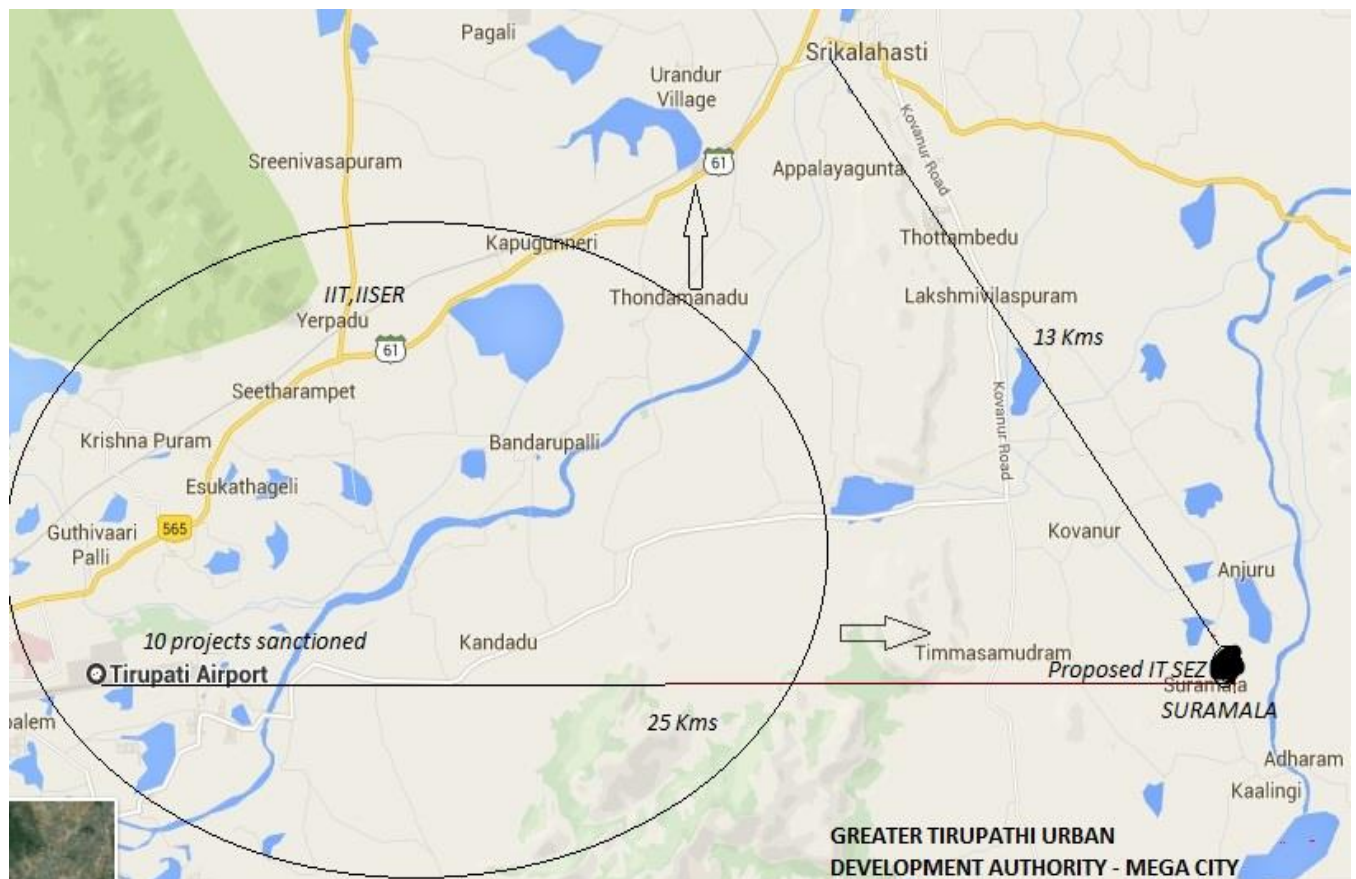 Pagali
Srikalahasti
Urandur
Village
Kovanur Road
61
Sreenivasapuram
Appalayagunta
Kapugunneri
Thottambedu
IIT,IISER
Thondamanadu
Lakshmivilaspuram
Yerpadu
13 Kms
61
Seetharampet
Kovanur Road
Krishna Puram
Bandarupalli
Esukathageli
Guthivaari
Palli
565
Kovanur
Anjuru
10 projects sanctioned
Kandadu
Timmasamudram
Tirupati Airport
Proposed IT SEZ
Suramala
SURAMALA
palem
25 Kms
Adharam
Kaalingi
GREATER TIRUPATHI URBAN
DEVELOPMENT AUTHORITY - MEGA CITY